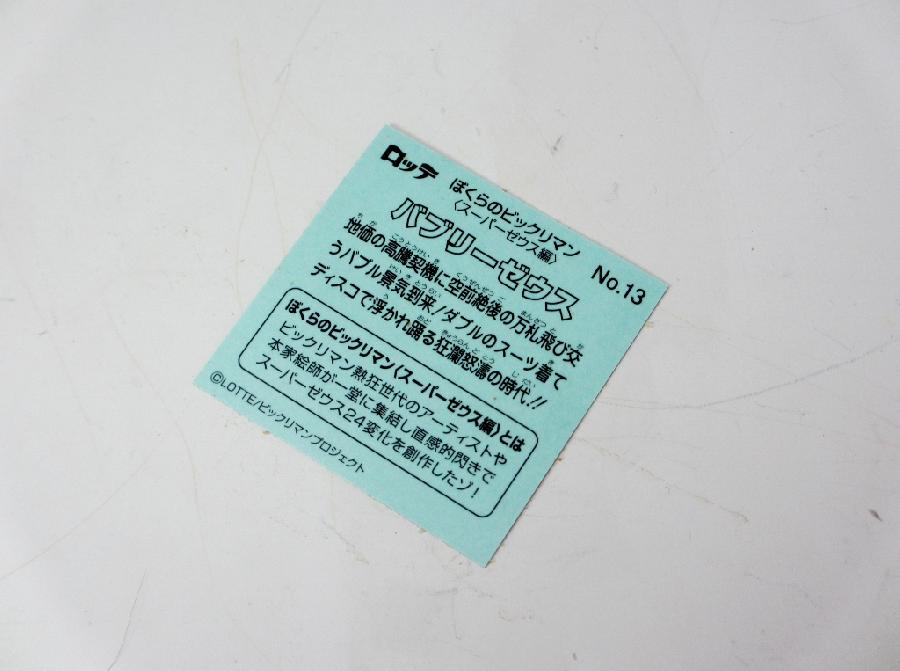 ロッテ
ぼくらのビックリマン
〈スーパーゼウス編〉
No.13
バブリーゼウス
地価の高騰契機に空前絶後の万札飛び交
うバブル景気到来!ダブルのスーツ着て
ディスコで浮かれ踊る狂瀾怒濤の時代!!
ぼくらのビックリマン〈スーパーゼウス編〉とは
ビックリマン熱狂世代のアーティストや
本家絵師が一堂に集結し直感的閃きで
スーパーゼウス24変化を創作したゾ!
©LOTTE/ビックリマンプロジェクト